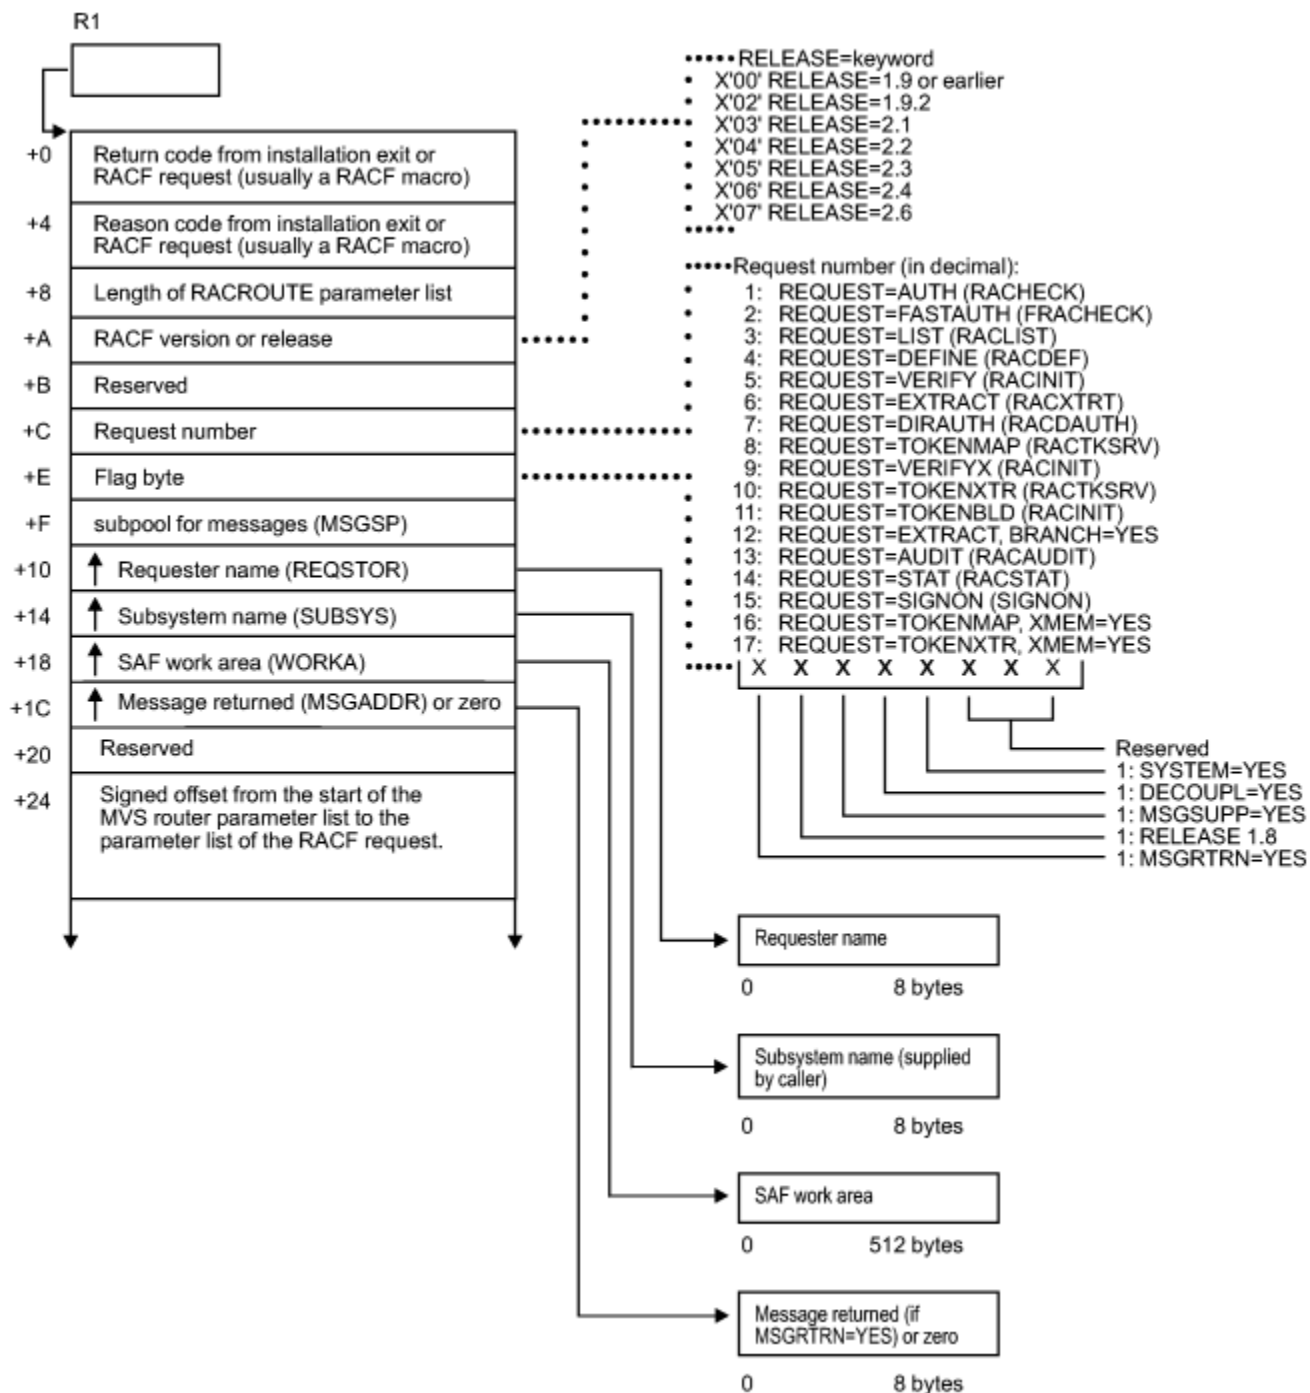 R1
+0
Return code from installation exit or
RACF request (usually a RACF macro)
+4
Reason code from installation exit or
RACF request (usually a RACF macro)
+8
Length of RACROUTE parameter list
+A
RACF version or release
+B
Reserved
+C
Request number
+E
Flag byte
+F
subpool for messages (MSGSP)
+10
Requester name (REQSTOR)
+14
Subsystem name (SUBSYS)
+18
SAF work area (WORKA)
+1C
Message returned (MSGADDR) or zero
+20
Reserved
+24
Signed offset from the start of the
MVS router parameter list to the
parameter list of the RACF request.
RELEASE=keyword
X'00' RELEASE=1.9 or earlier
X'02' RELEASE=1.9.2
X'03' RELEASE=2.1
X'04' RELEASE=2.2
X'05' RELEASE=2.3
X'06' RELEASE=2.4
X'07' RELEASE=2.6
Request number (in decimal):
1: REQUEST=AUTH (RACHECK)
2: REQUEST=FASTAUTH (FRACHECK)
3: REQUEST=LIST (RACLIST)
4: REQUEST=DEFINE (RACDEF)
5: REQUEST=VERIFY (RACINIT)
6: REQUEST=EXTRACT (RACXTRT)
7: REQUEST=DIRAUTH (RACDAUTH)
8: REQUEST=TOKENMAP (RACTKSRV)
9: REQUEST=VERIFYX (RACINIT)
10: REQUEST=TOKENXTR (RACTKSRV)
11: REQUEST=TOKENBLD (RACINIT)
12: REQUEST=EXTRACT, BRANCH=YES
13: REQUEST=AUDIT (RACAUDIT)
14: REQUEST=STAT (RACSTAT)
15: REQUEST=SIGNON (SIGNON)
16: REQUEST=TOKENMAP, XMEM=YES
17: REQUEST=TOKENXTR, XMEM=YES
X X X X X X X X
Reserved
1: SYSTEM=YES
1: DECOUPL=YES
1: MSGSUPP=YES
1: RELEASE 1.8
1: MSGRTRN=YES
Requester name
0 8 bytes
Subsystem name (supplied
by caller)
0 8 bytes
SAF work area
0 512 bytes
Message returned (if
MSGRTRN=YES) or zero
0 8 bytes